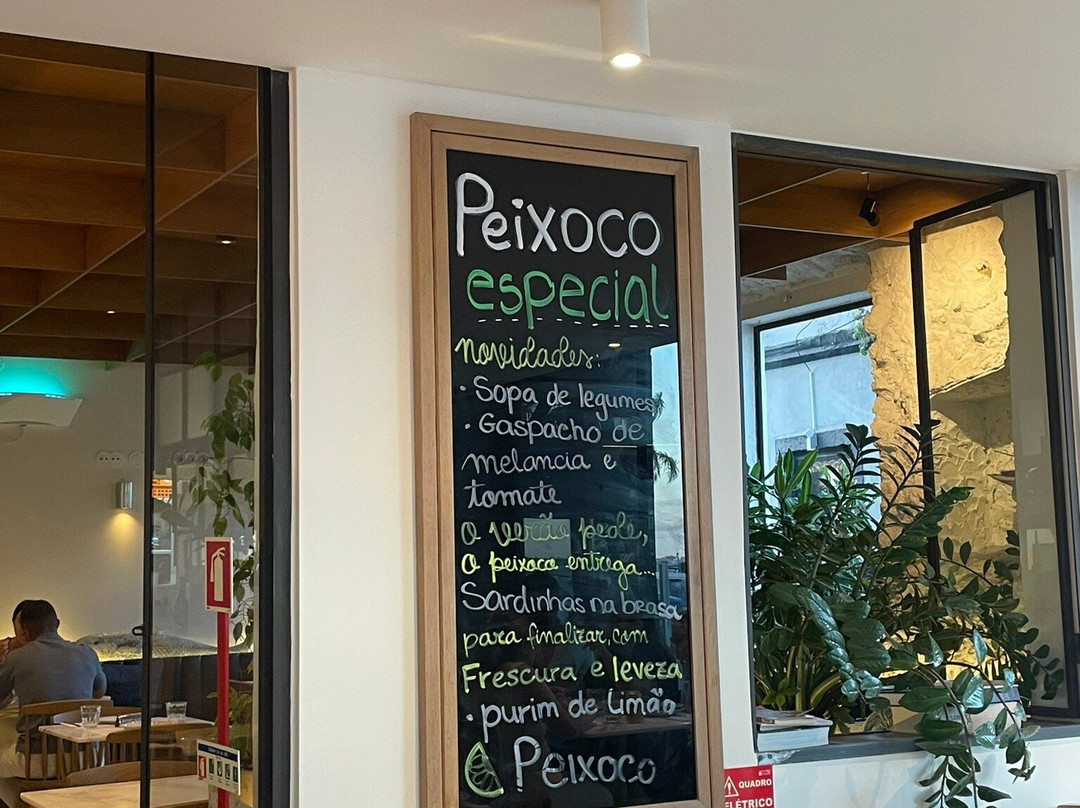 Peixoco
especial
novidades:
· Sopa de legumes
· Gaspacho de
melancia e
tomate
O verão pede,
o peixoco entrega...
Sardinhas na brasa
para finalizar, com
Frescura e leveza
· purim de limão
Peixoco
QUADRO
ELÉTRICO